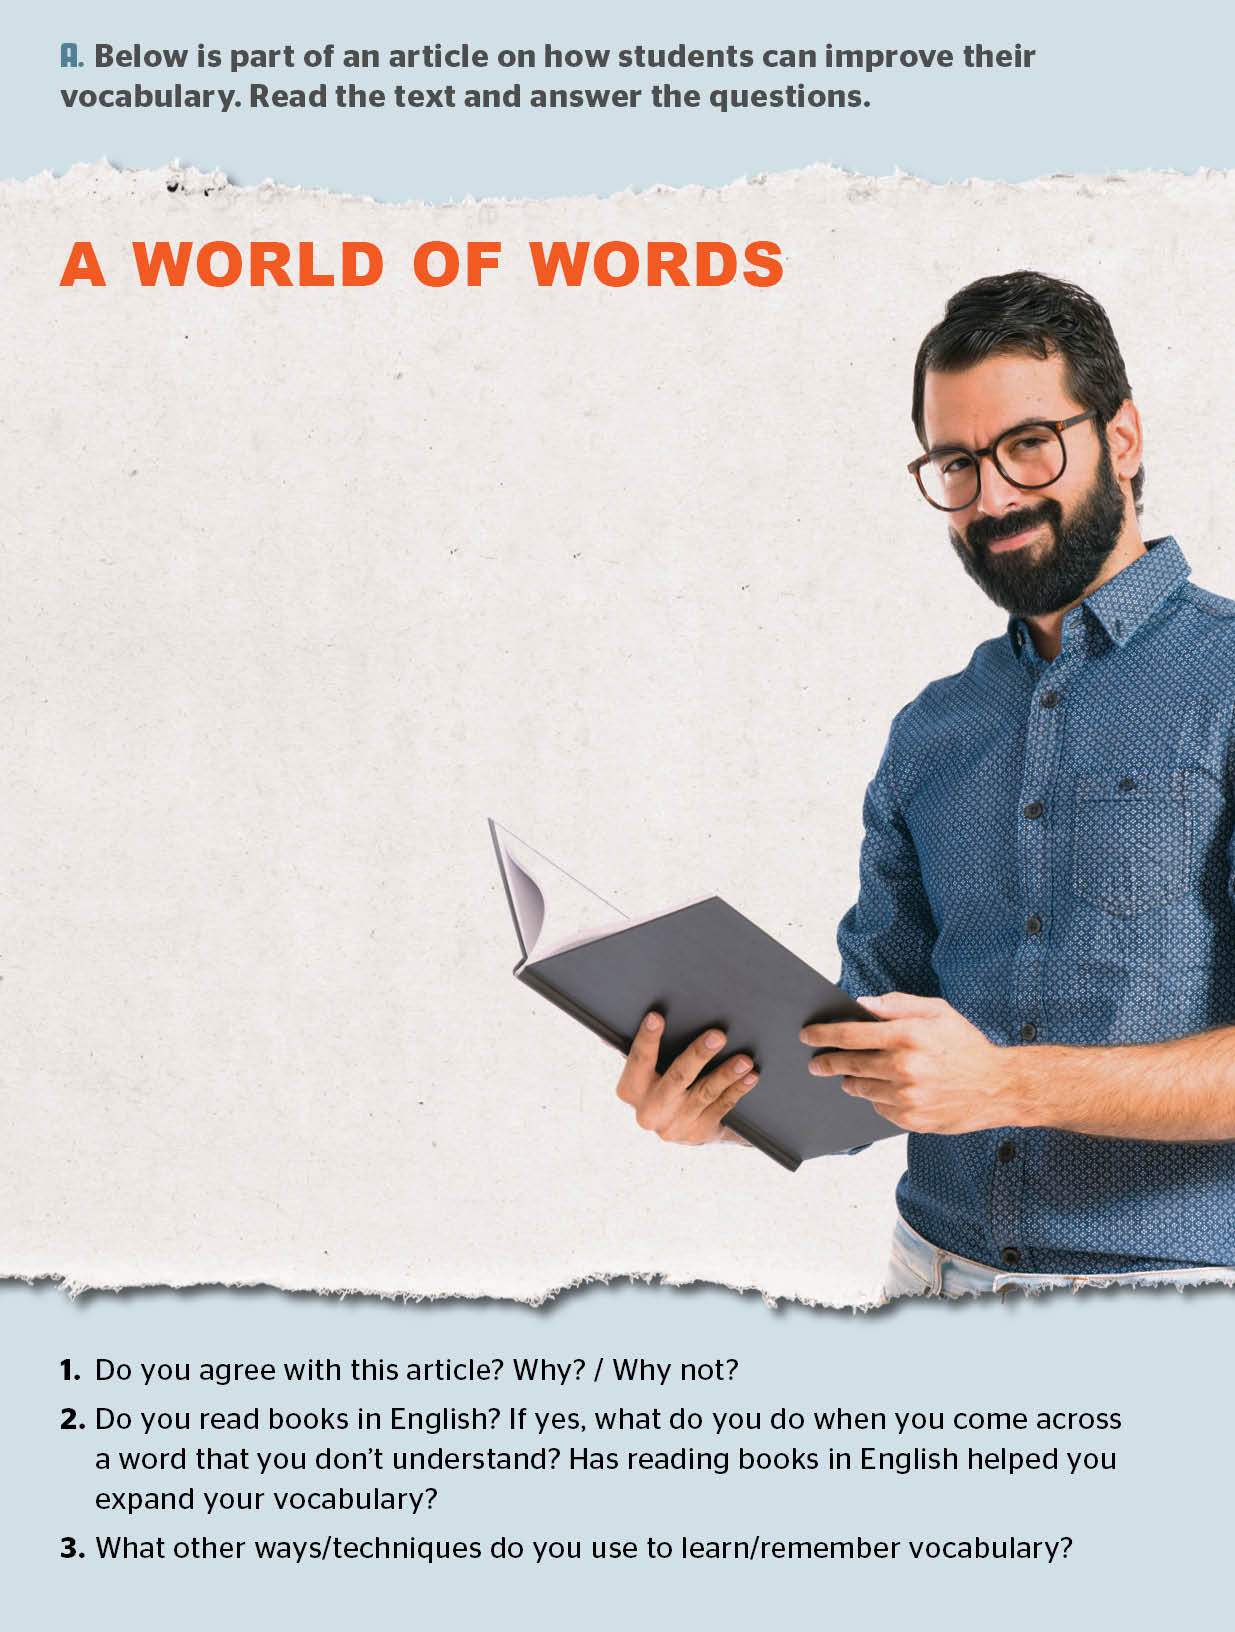 A. Below is part of an article on how students can improve their
vocabulary. Read the text and answer the questions.
A WORLD OF WORDS
1. Do you agree with this article? Why? / Why not?
2. Do you read books in English? If yes, what do you do when you come across
a word that you don’t understand? Has reading books in English helped you
expand your vocabulary?
3. What other ways/techniques do you use to learn/remember vocabulary?